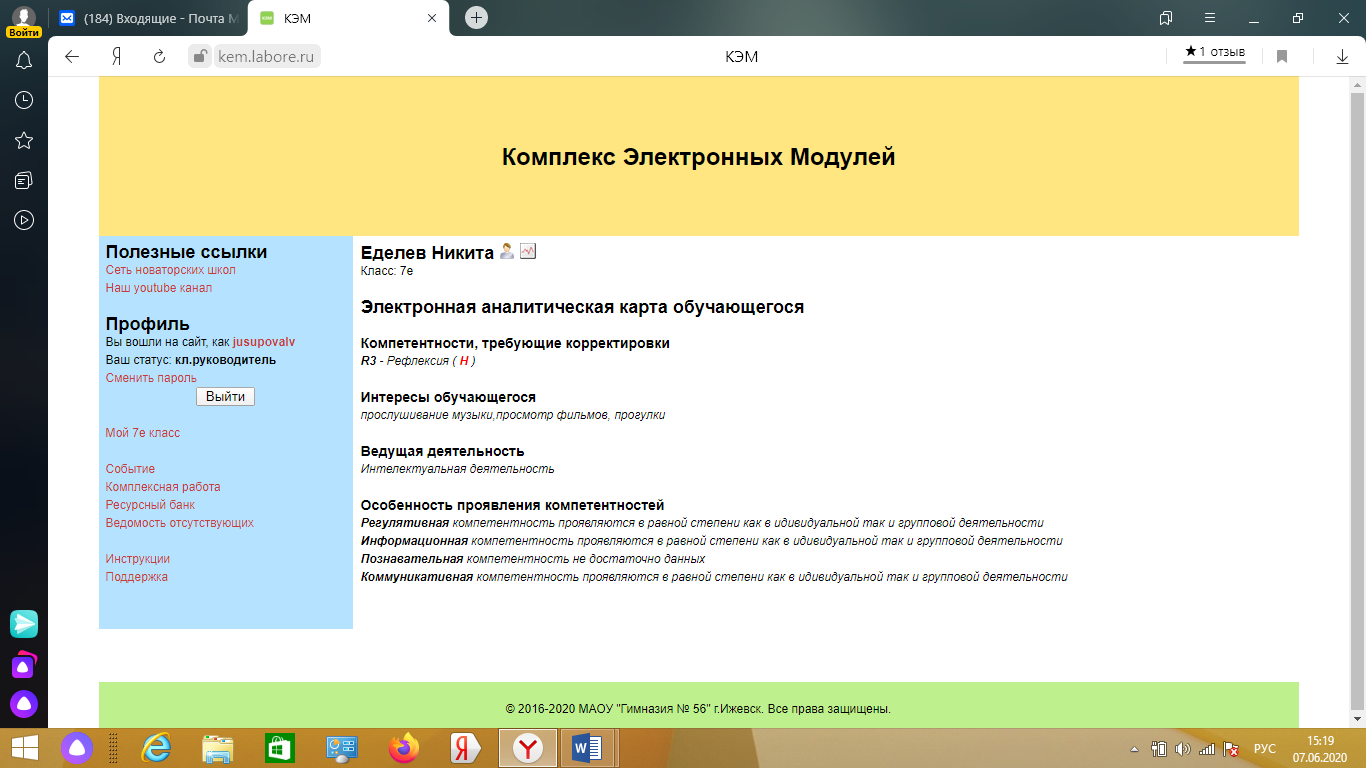 (184) Входящие - Почта М
КЭМ
Войти
kem.labore.ru
КЭМ
★1 отзыв
Комплекс Электронных Модулей
Полезные ссылки
Сеть новаторских школ
Наш youtube канал
Профиль
Вы вошли на сайт, как jusupovalv
Ваш статус: кл.руководитель
Сменить пароль
Выйти
Мой 7е класс
Событие
Комплексная работа
Ресурсный банк
Ведомость отсутствующих
Инструкции
Поддержка
Еделев Никита
Класс: 7е
Электронная аналитическая карта обучающегося
Компетентности, требующие корректировки
R3 - Рефлексия ( Н )
Интересы обучающегося
прослушивание музыки,просмотр фильмов, прогулки
Ведущая деятельность
Интелектуальная деятельность
Особенность проявления компетентностей
Регулятивная компетентность проявляются в равной степени как в идивидуальной так и групповой деятельности
Информационная компетентность проявляются в равной степени как в идивидуальной так и групповой деятельности
Познавательная компетентность не достаточно данных
Коммуникативная компетентность проявляются в равной степени как в идивидуальной так и групповой деятельности
© 2016-2020 МАОУ "Гимназия № 56" г.Ижевск. Все права защищены.
РУС
15:19
07.06.2020